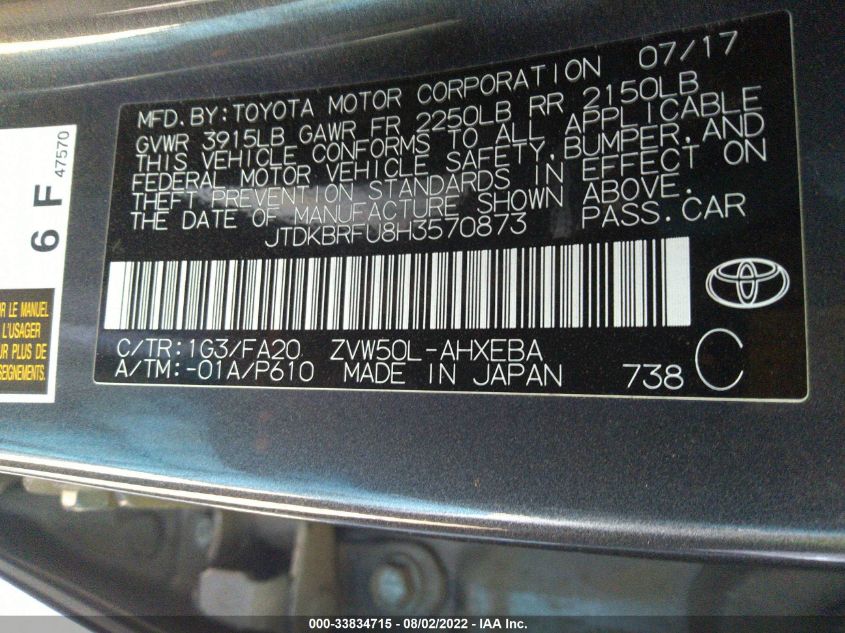 07/17
MFD.BY:TOYOTA MOTOR CORPORATION
GVWR 3915LB GAWR FR 2250LB RR 2150LB
THIS VEHICLE CONFORMS TO ALL APPLICABLE
FEDERAL MOTOR VEHICLE SAFETY,BUMPER,AND
THEFT PREVENTION STANDARDS IN EFFECT ON
THE DATE OF MANUFACTURE SHOWN ABOVE.
JTDKBRFU8H3570873 PASS.CAR
C/TR:1G3/FA20 ZVW50L-AHXEBA
A/TM:-01A/P610 MADE IN JAPAN 738 C
6 F
47570
LE MANUEL
L'USAGER
R PLUS DE
SEIGNEMENTS.
000-33834715 - 08/02/2022 - IAA Inc.